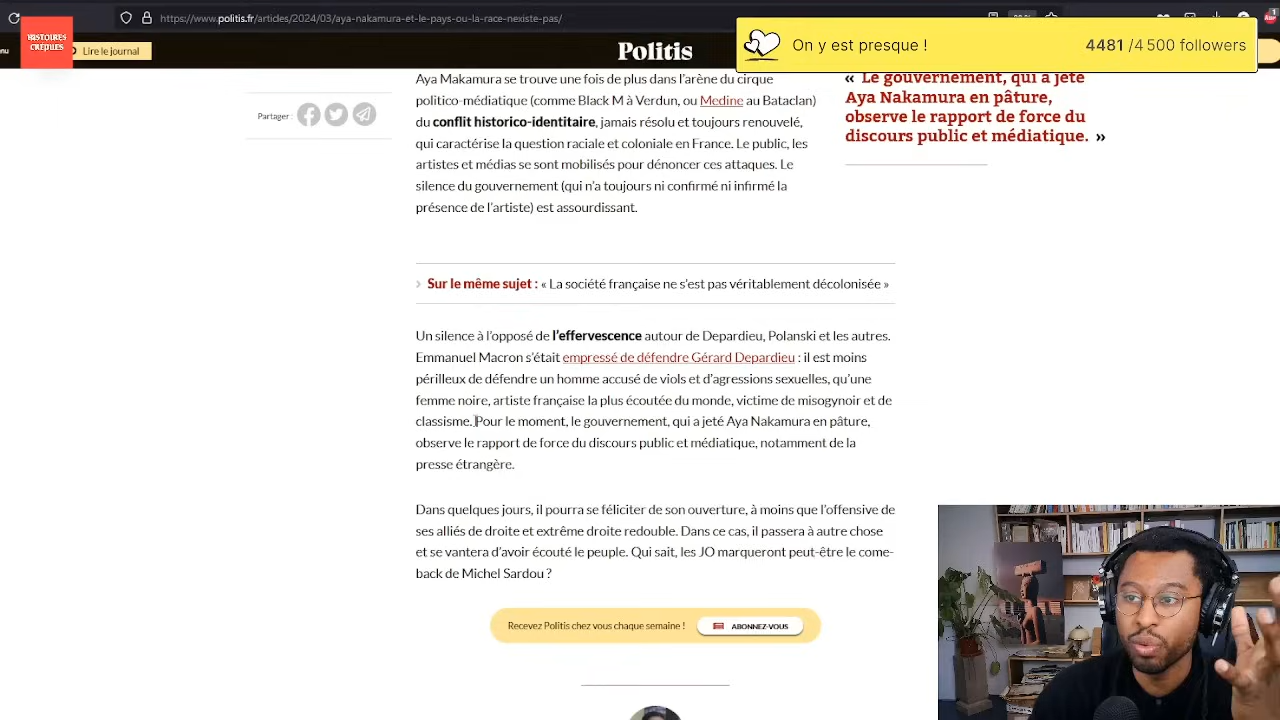 https://www.politis.fr/articles/2024/03/aya-nakamura-et-le-pays-ou-la-race-nexiste-pas/
HISTOIRES
CRÉPUES
nu
Lire le journal
Politis
On y est presque !
4481 /4 500 followers
Partager :
Aya Makamura se trouve une fois de plus dans l’arène du cirque
politico-médiatique (comme Black M à Verdun, ou Medine au Bataclan)
du conflit historico-identitaire, jamais résolu et toujours renouvelé,
qui caractérise la question raciale et coloniale en France. Le public, les
artistes et médias se sont mobilisés pour dénoncer ces attaques. Le
silence du gouvernement (qui n’a toujours ni confirmé ni infirmé la
présence de l’artiste) est assourdissant.
« Le gouvernement, qui a jeté
Aya Nakamura en pâture,
observe le rapport de force du
discours public et médiatique. »
› Sur le même sujet : « La société française ne s’est pas véritablement décolonisée »
Un silence à l’opposé de l’effervescence autour de Depardieu, Polanski et les autres.
Emmanuel Macron s’était empressé de défendre Gérard Depardieu : il est moins
périlleux de défendre un homme accusé de viols et d’agressions sexuelles, qu’une
femme noire, artiste française la plus écoutée du monde, victime de misogynoir et de
classisme. Pour le moment, le gouvernement, qui a jeté Aya Nakamura en pâture,
observe le rapport de force du discours public et médiatique, notamment de la
presse étrangère.
Dans quelques jours, il pourra se féliciter de son ouverture, à moins que l’offensive de
ses alliés de droite et extrême droite redouble. Dans ce cas, il passera à autre chose
et se vantera d’avoir écouté le peuple. Qui sait, les JO marqueront peut-être le come-
back de Michel Sardou ?
Recevez Politis chez vous chaque semaine !
ABONNEZ-VOUS